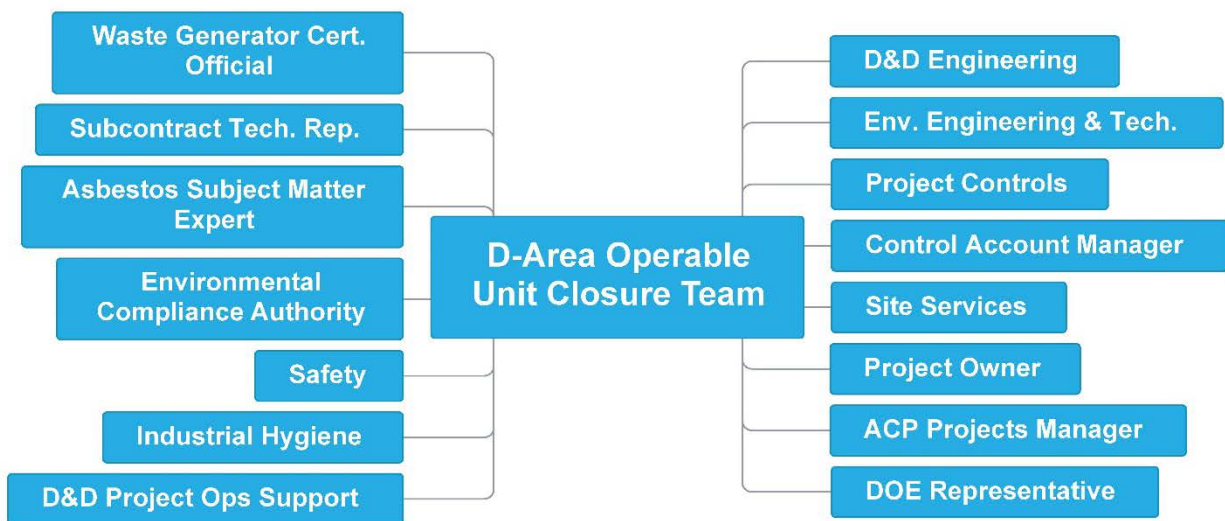 Waste Generator Cert.
Official
Subcontract Tech. Rep.
Asbestos Subject Matter
Expert
Environmental
Compliance Authority
Safety
Industrial Hygiene
D&D Project Ops Support
D-Area Operable
Unit Closure Team
D&D Engineering
Env. Engineering & Tech.
Project Controls
Control Account Manager
Site Services
Project Owner
ACP Projects Manager
DOE Representative